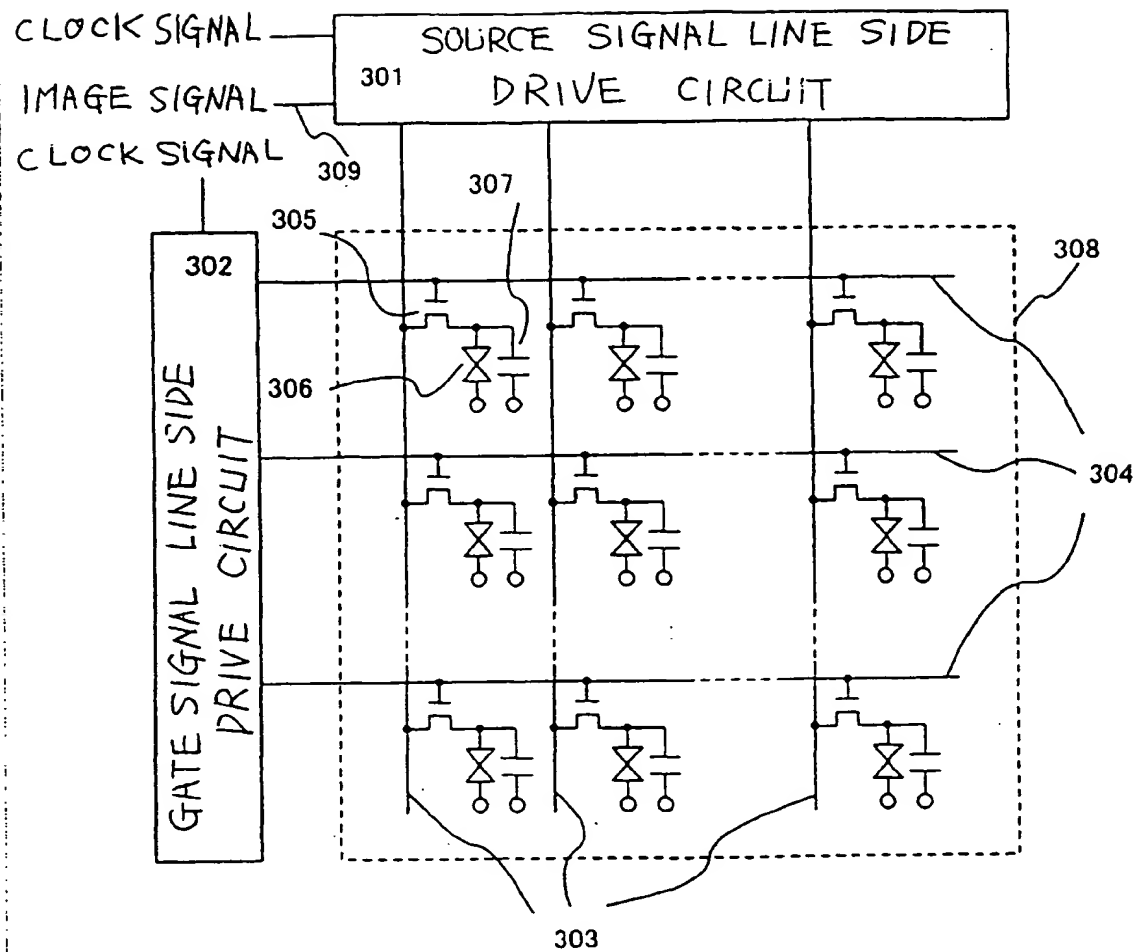 CLOCK SIGNAL
SOURCE SIGNAL LINE SIDE
301
DRIVE CIRCUIT
IMAGE SIGNAL
309
CLOCK SIGNAL
307
305
302
308
306
304
GATE SIGNAL LINE SIDE
DRIVE CIRCUIT
303